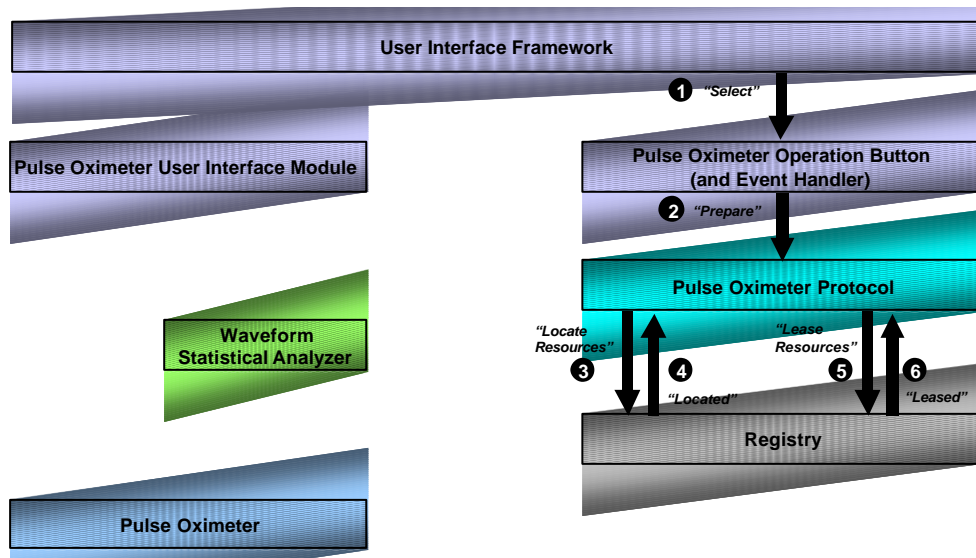 User Interface Framework
1 “Select”
Pulse Oximeter User Interface Module
Pulse Oximeter Operation Button
(and Event Handler)
2 “Prepare”
Pulse Oximeter Protocol
Waveform
Statistical Analyzer
“Locate
Resources”
3
4
“Located”
“Lease
Resources”
5
6
“Leased”
Registry
Pulse Oximeter